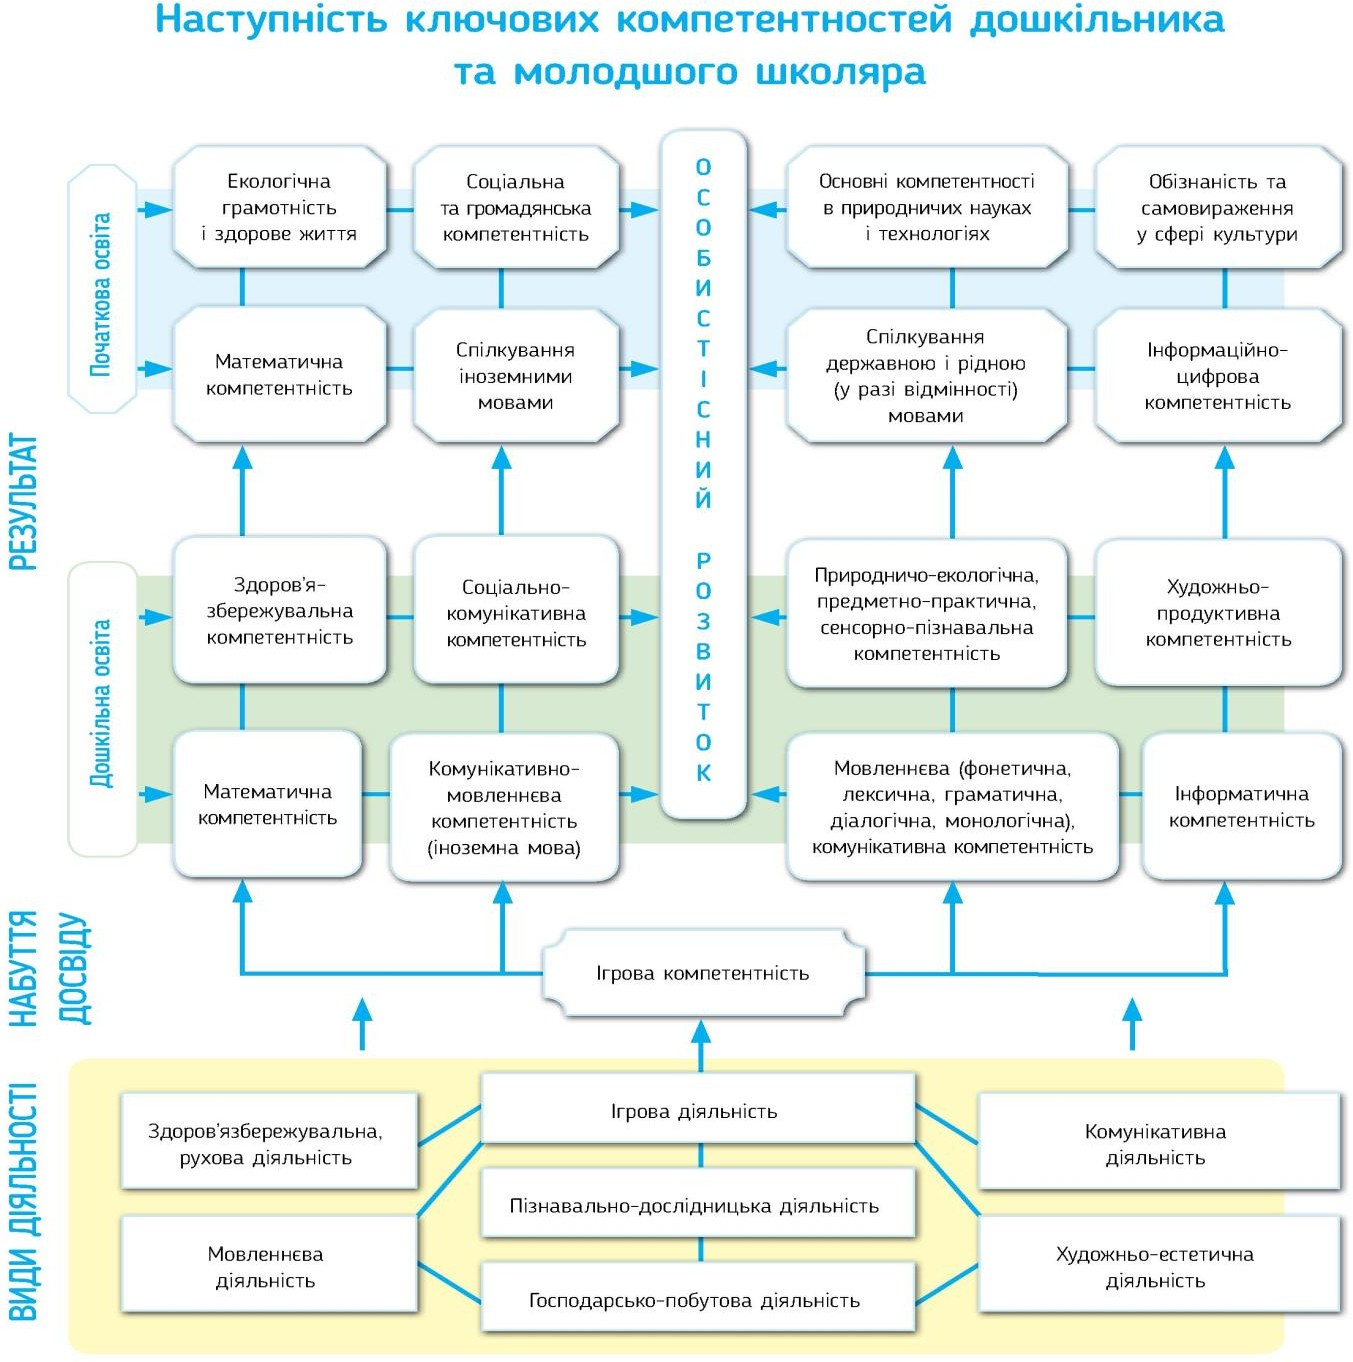 Наступність ключових компетентностей дошкільника
та молодшого школяра
Початкова освіта
Екологічна
грамотність
і здорове життя
Соціальна
та громадянська
компетентність
ОСОБИСТІСНИЙ РОЗВИТОК
Основні компетентності
в природничих науках
і технологіях
Обізнаність та
самовираження
у сфері культури
Математична
компетентність
Спілкування
іноземними
мовами
Спілкування
державною і рідною
(у разі відмінності)
мовами
Інформаційно-
цифрова
компетентність
РЕЗУЛЬТАТ
Дошкільна освіта
Здоров'я-
збережувальна
компетентність
Соціально-
комунікативна
компетентність
Природничо-екологічна,
предметно-практична,
сенсорно-пізнавальна
компетентність
Художньо-
продуктивна
компетентність
Математична
компетентність
Комунікативно-
мовленнєва
компетентність
(іноземна мова)
Мовленнєва (фонетична,
лексична, граматична,
діалогічна, монологічна),
комунікативна компетентність
Інформатична
компетентність
НАБУТТЯ
ДОСВІДУ
Ігрова компетентність
ВИДИ ДІЯЛЬНОСТІ
Здоров'язбережувальна,
рухова діяльність
Ігрова діяльність
Комунікативна
діяльність
Пізнавально-дослідницька діяльність
Мовленнєва
діяльність
Господарсько-побутова діяльність
Художньо-естетична
діяльність